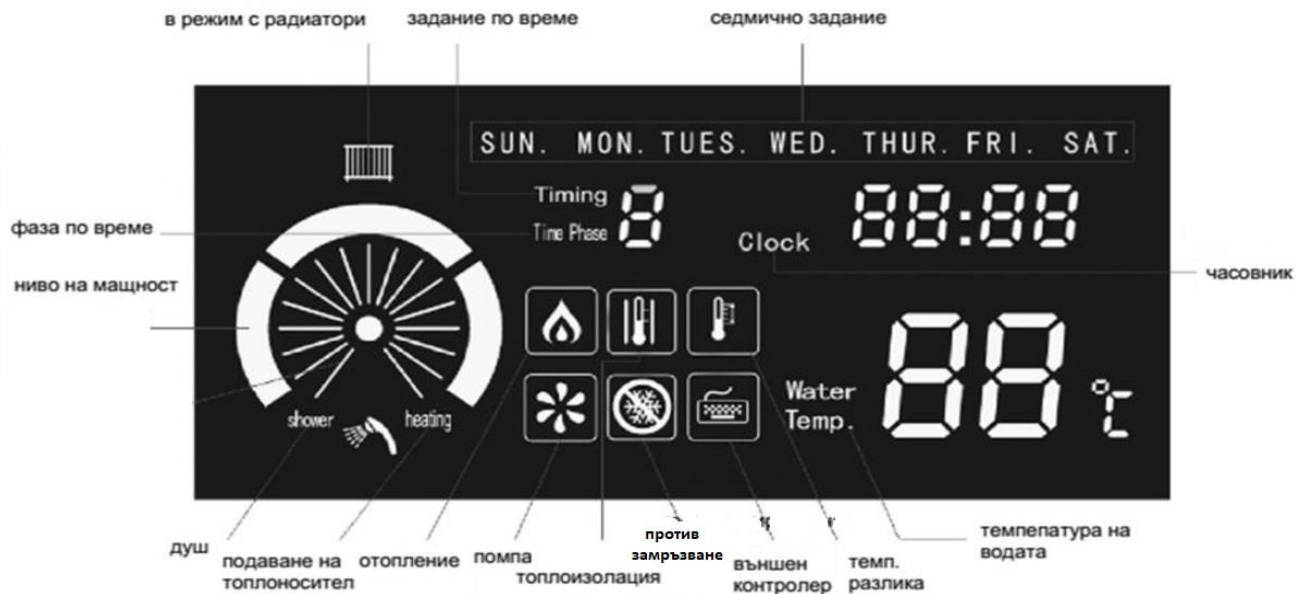 в режим с радиатори
задание по време
седмично задание
SUN. MON. TUES. WED. THUR. FRI. SAT.
Timing
8
88:88
фаза по време
Time Phase
Clock
ниво на мощност
часовник
Water
Temp.
88 °C
shower
heating
душ
подаване на
топлоносител
отопление
помпа
топлоизолация
против
замръзване
външен
контролер
темп.
разлика
темпепатура на
водата